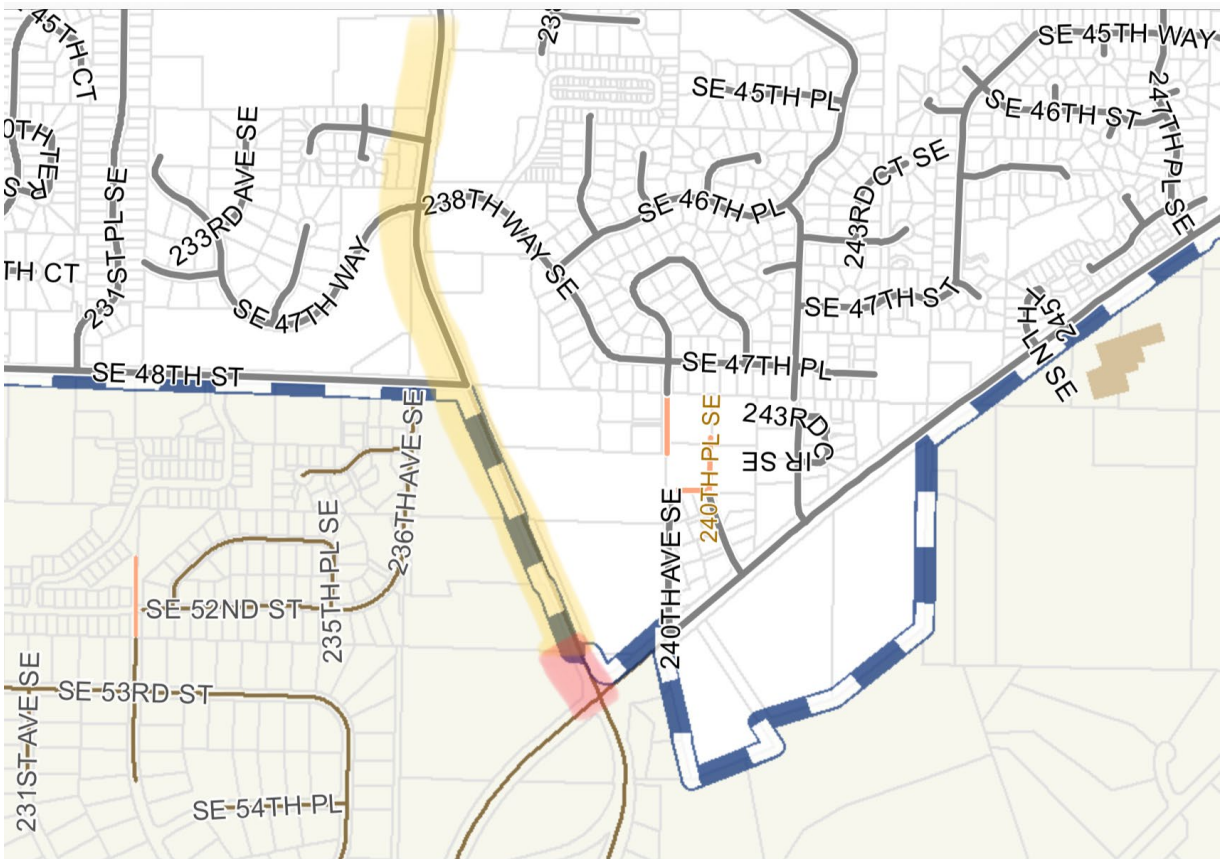 45TH CT
SE 45TH WAY
SE 45TH PL
SE 46TH ST
247TH PL SE
0TH TER
233RD AVE SE
231ST PL SE
238TH WAY SE
SE 46TH PL
243RD CT SE
TH CT
SE 47TH WAY
SE 47TH ST
245TH LN SE
SE 48TH ST
SE 47TH PL
236TH AVE SE
240TH PL SE
243RD CIR SE
235TH PL SE
240TH AVE SE
SE 52ND ST
231ST AVE SE
SE 53RD ST
SE 54TH PL